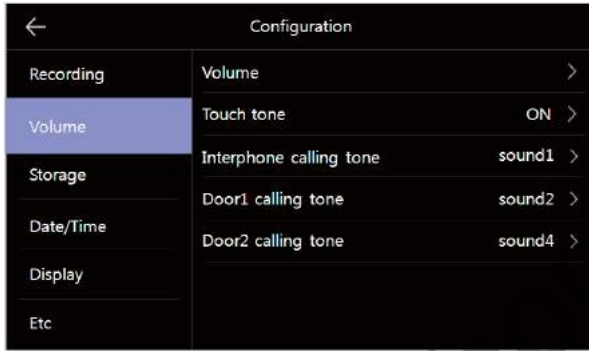 Configuration
Recording
Volume
Storage
Date/Time
Display
Etc
Volume
Touch tone ON
Interphone calling tone sound1
Door1 calling tone sound2
Door2 calling tone sound4